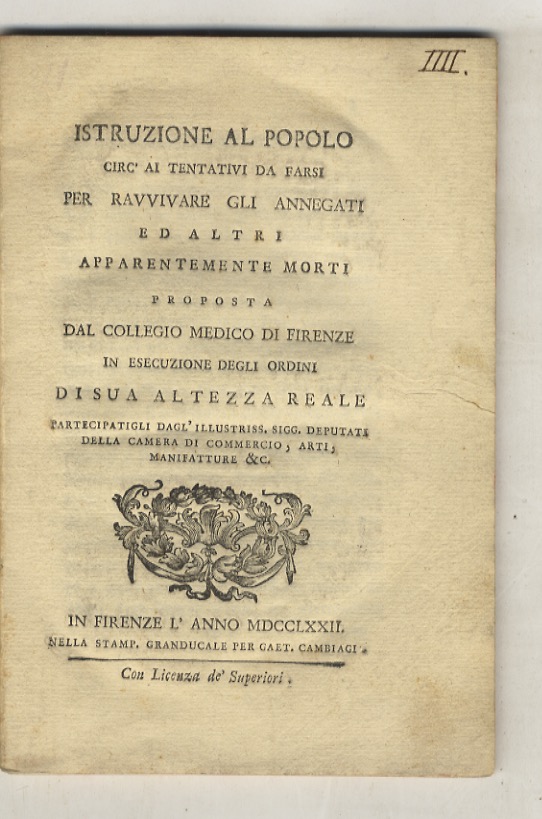 IIII.
ISTRUZIONE AL POPOLO
CIRC' AI TENTATIVI DA FARSI
PER RAVVIVARE GLI ANNEGATI
ED ALTRI
APPARENTEMENTE MORTI
PROPOSTA
DAL COLLEGIO MEDICO DI FIRENZE
IN ESECUZIONE DEGLI ORDINI
DI SUA ALTEZZA REALE
PARTECIPATIGLI DAGL' ILLUSTRISS. SIGG. DEPUTATI
DELLA CAMERA DI COMMERCIO, ARTI,
MANIFATTURE &C.
IN FIRENZE L' ANNO MDCCLXXII.
NELLA STAMP. GRANDUCALE PER GAET. CAMBIAGI.
Con Licenza de' Superiori.